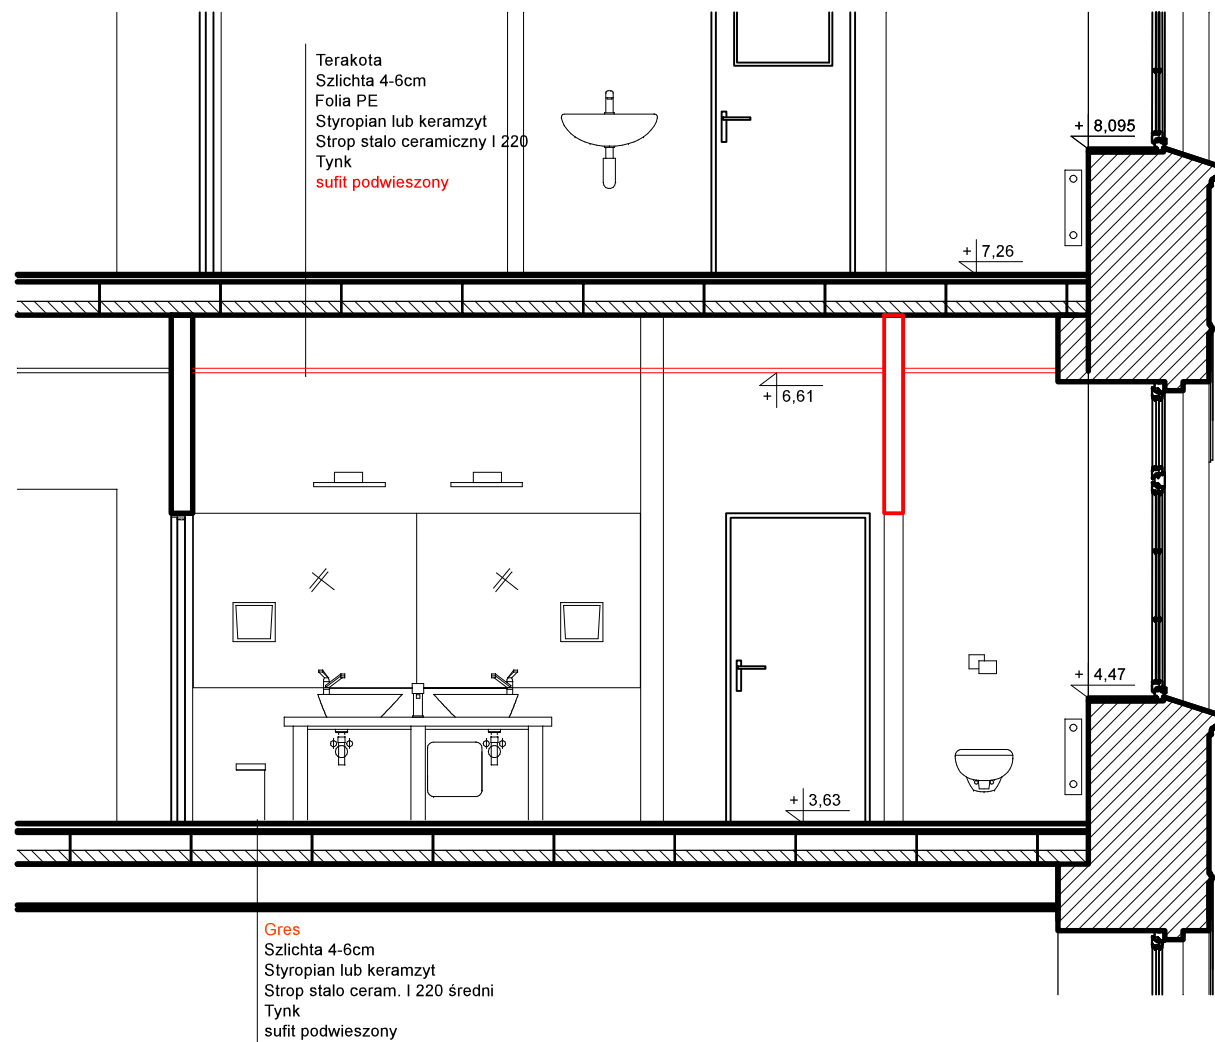 Terakota
Szlichta 4-6cm
Folia PE
Styropian lub keramzyt
Strop stalo ceramiczny I 220
Tynk
sufit podwieszony
+ 8,095
+ 7,26
+ 6,61
+ 4,47
+ 3,63
Gres
Szlichta 4-6cm
Styropian lub keramzyt
Strop stalo ceram. I 220 średni
Tynk
sufit podwieszony